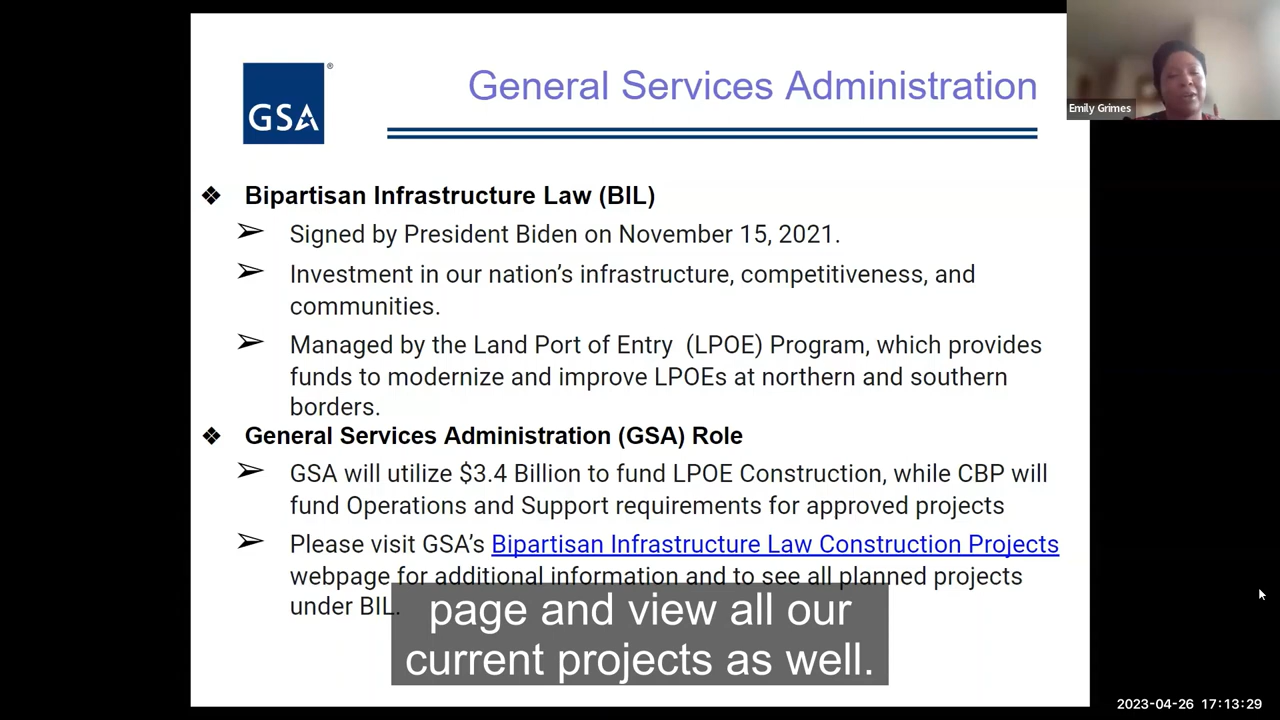 GSA
®
General Services Administration
Emily Grimes
❖ Bipartisan Infrastructure Law (BIL)
➢ Signed by President Biden on November 15, 2021.
➢ Investment in our nation’s infrastructure, competitiveness, and
communities.
➢ Managed by the Land Port of Entry (LPOE) Program, which provides
funds to modernize and improve LPOEs at northern and southern
borders.
❖ General Services Administration (GSA) Role
➢ GSA will utilize $3.4 Billion to fund LPOE Construction, while CBP will
fund Operations and Support requirements for approved projects
➢ Please visit GSA’s Bipartisan Infrastructure Law Construction Projects
webpage for additional information and to see all planned projects
under BIL.
page and view all our
current projects as well.
2023-04-26 17:13:29